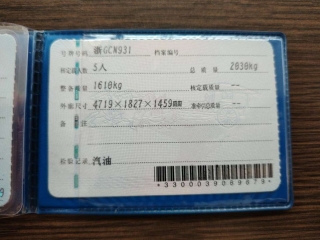 号牌号码 浙GCW931 档案编号
核定载人数 5人 总质量 2030kg
整备质量 1610kg 核定载质量 --
外廓尺寸 4719×1827×1459mm 准牵引总质量 --
备注
检验记录 汽油
*3300039089879*